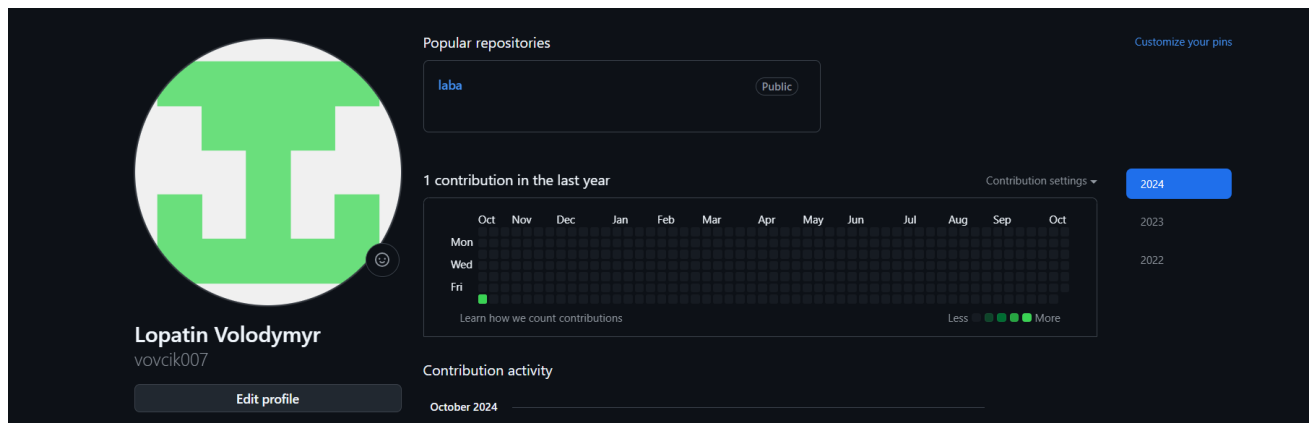 Popular repositories
Customize your pins
laba
Public
1 contribution in the last year
Contribution settings
2024
2023
2022
Oct Nov Dec Jan Feb Mar Apr May Jun Jul Aug Sep Oct
Mon
Wed
Fri
Learn how we count contributions
Less
More
Lopatin Volodymyr
vovcik007
Edit profile
Contribution activity
October 2024